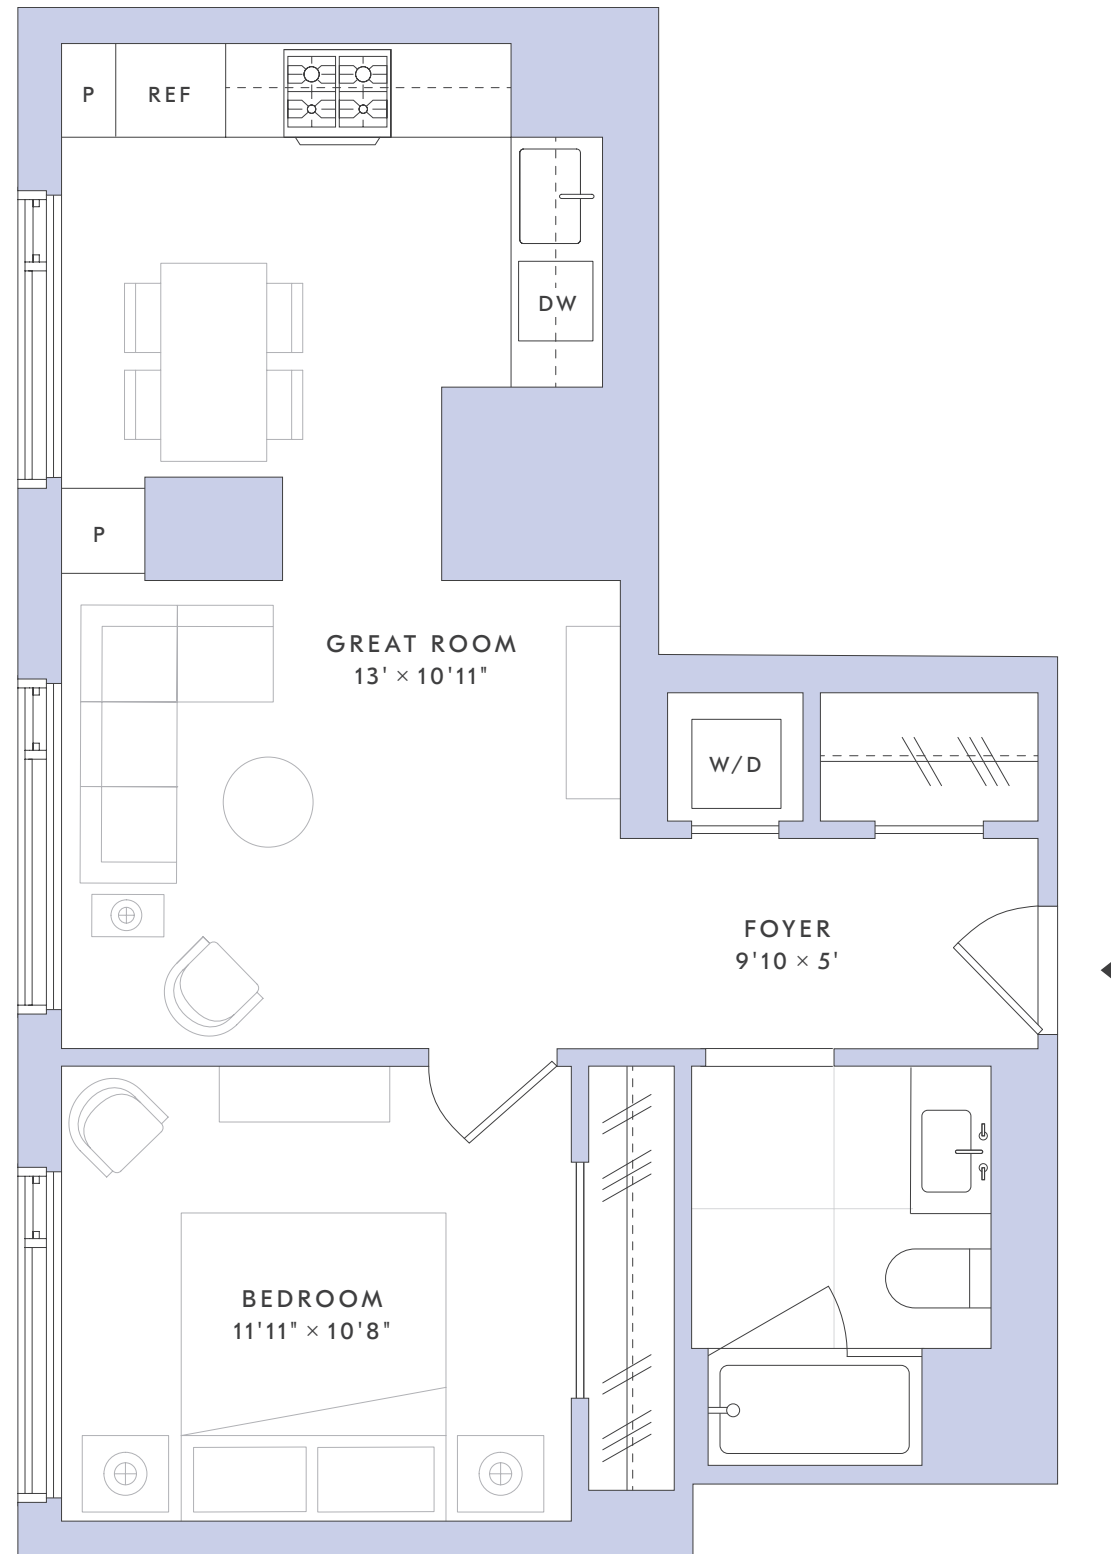 P
REF
DW
P
GREAT ROOM
13' × 10'11"
W/D
FOYER
9'10 × 5'
BEDROOM
11'11" × 10'8"